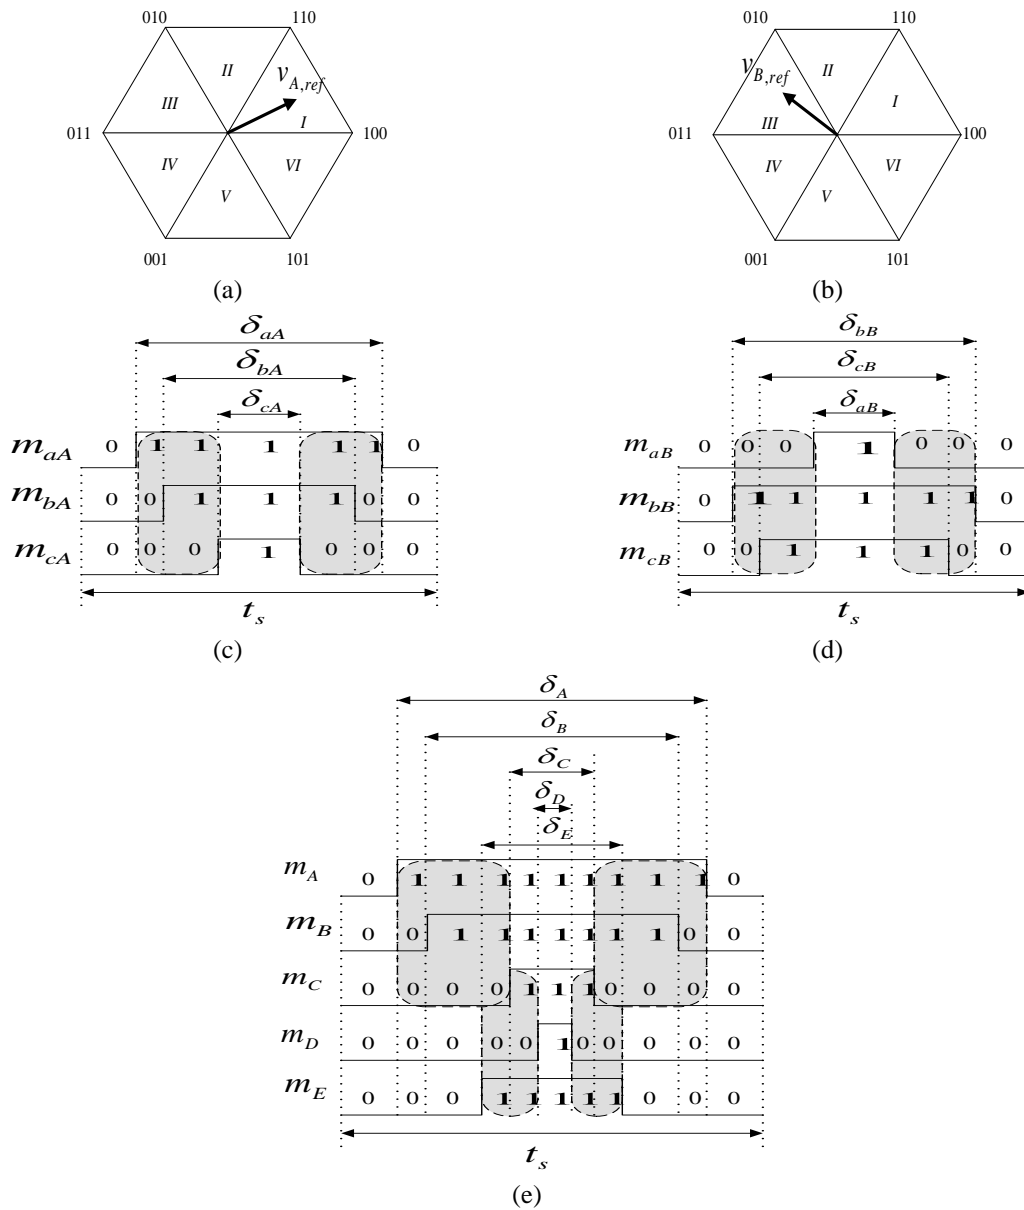 010 110 010 110
II II
v_{A,ref} v_{B,ref}
III I III I
011 100 011 100
IV VI IV VI
V V
001 101 001 101
(a) (b)
δ_{aA} δ_{bB}
δ_{bA} δ_{cB}
δ_{cA} δ_{aB}
m_{aA} 0 1 1 1 1 1 0
m_{bA} 0 0 1 1 1 0 0
m_{cA} 0 0 0 1 0 0 0
t_s
(c)
m_{aB} 0 0 0 1 0 0 0
m_{bB} 0 1 1 1 1 1 0
m_{cB} 0 0 1 1 1 0 0
t_s
(d)
δ_A
δ_B
δ_C
δ_D
δ_E
m_A 0 1 1 1 1 1 1 1 1 1 0
m_B 0 0 1 1 1 1 1 1 1 0 0
m_C 0 0 0 0 1 1 1 0 0 0 0
m_D 0 0 0 0 0 1 0 0 0 0 0
m_E 0 0 0 1 1 1 1 1 0 0 0
t_s
(e)